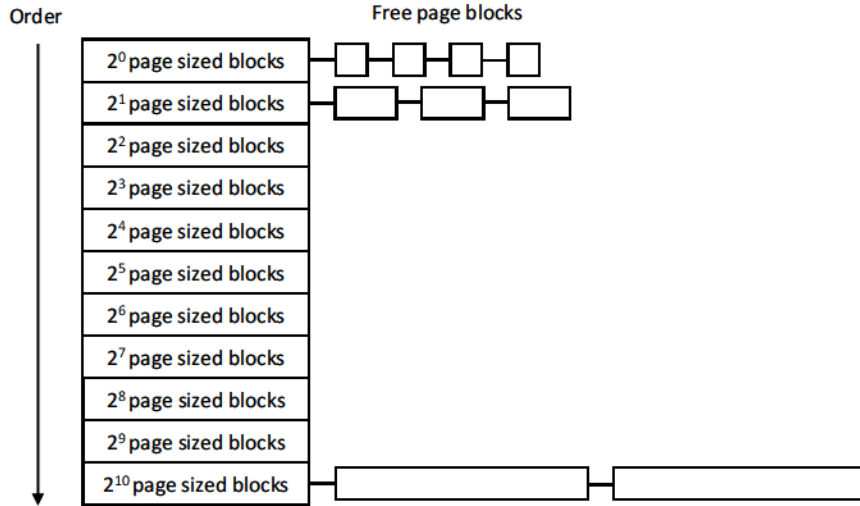 Order
Free page blocks
2⁰ page sized blocks
2¹ page sized blocks
2² page sized blocks
2³ page sized blocks
2⁴ page sized blocks
2⁵ page sized blocks
2⁶ page sized blocks
2⁷ page sized blocks
2⁸ page sized blocks
2⁹ page sized blocks
2¹⁰ page sized blocks